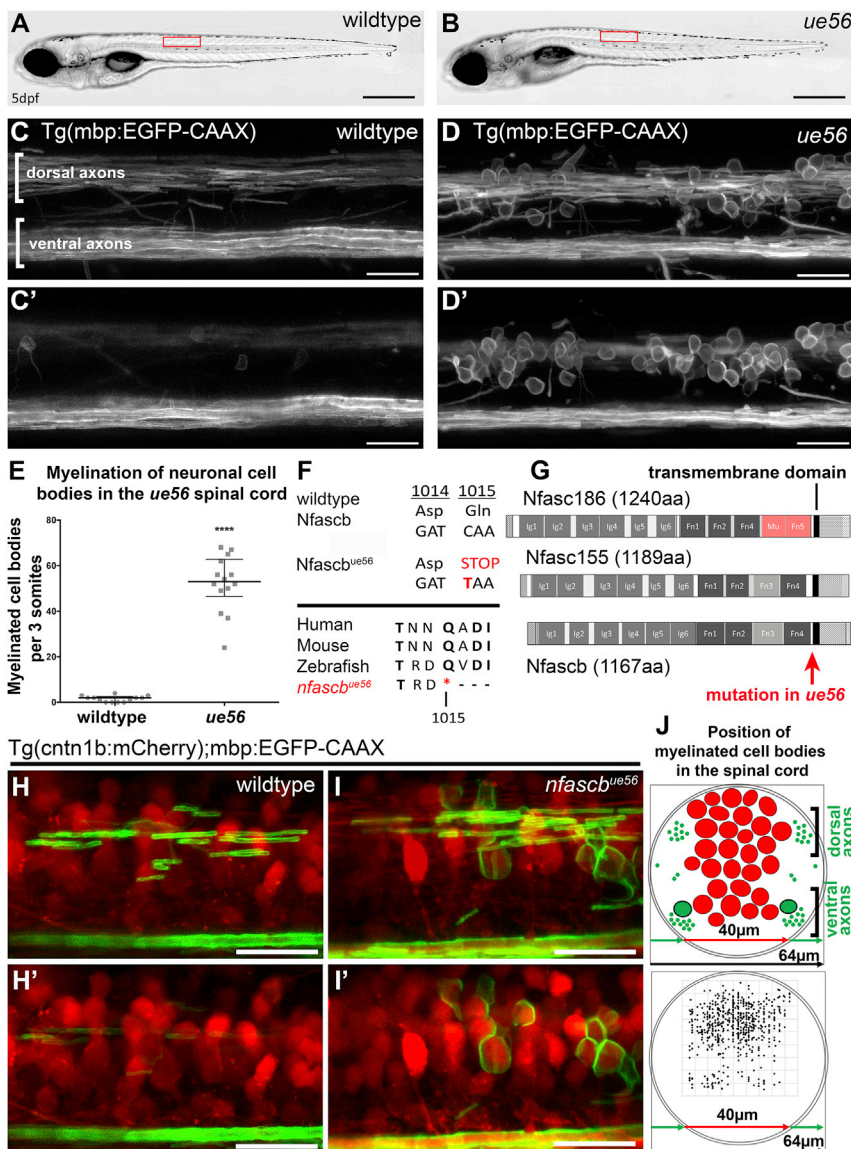 A
wildtype
5dpf
B
ue56
C
Tg(mbp:EGFP-CAAX)
wildtype
dorsal axons
ventral axons
D
Tg(mbp:EGFP-CAAX)
ue56
C'
D'
E
Myelination of neuronal cell
bodies in the ue56 spinal cord
Myelinated cell bodies
per 3 somites
80
60
40
20
0
****
wildtype
ue56
F
1014 1015
wildtype Asp Gln
Nfascb GAT CAA
Nfascbue56 Asp STOP
GAT TAA
Human T N N Q A D I
Mouse T N N Q A D I
Zebrafish T R D Q V D I
nfascbue56 T R D * - - -
1015
G
transmembrane domain
Nfasc186 (1240aa)
Ig1 Ig2 Ig3 Ig4 Ig5 Ig6 Fn1 Fn2 Fn4 Mu Fn5
Nfasc155 (1189aa)
Ig1 Ig2 Ig3 Ig4 Ig5 Ig6 Fn1 Fn2 Fn3 Fn4
Ig1 Ig2 Ig3 Ig4 Ig5 Ig6 Fn1 Fn2 Fn3 Fn4
Nfascb (1167aa)
mutation in ue56
Tg(cntn1b:mCherry);mbp:EGFP-CAAX
H
wildtype
I
nfascbue56
H'
I'
J
Position of
myelinated cell bodies
in the spinal cord
dorsal
axons
ventral
axons
40μm
64μm
40μm
64μm